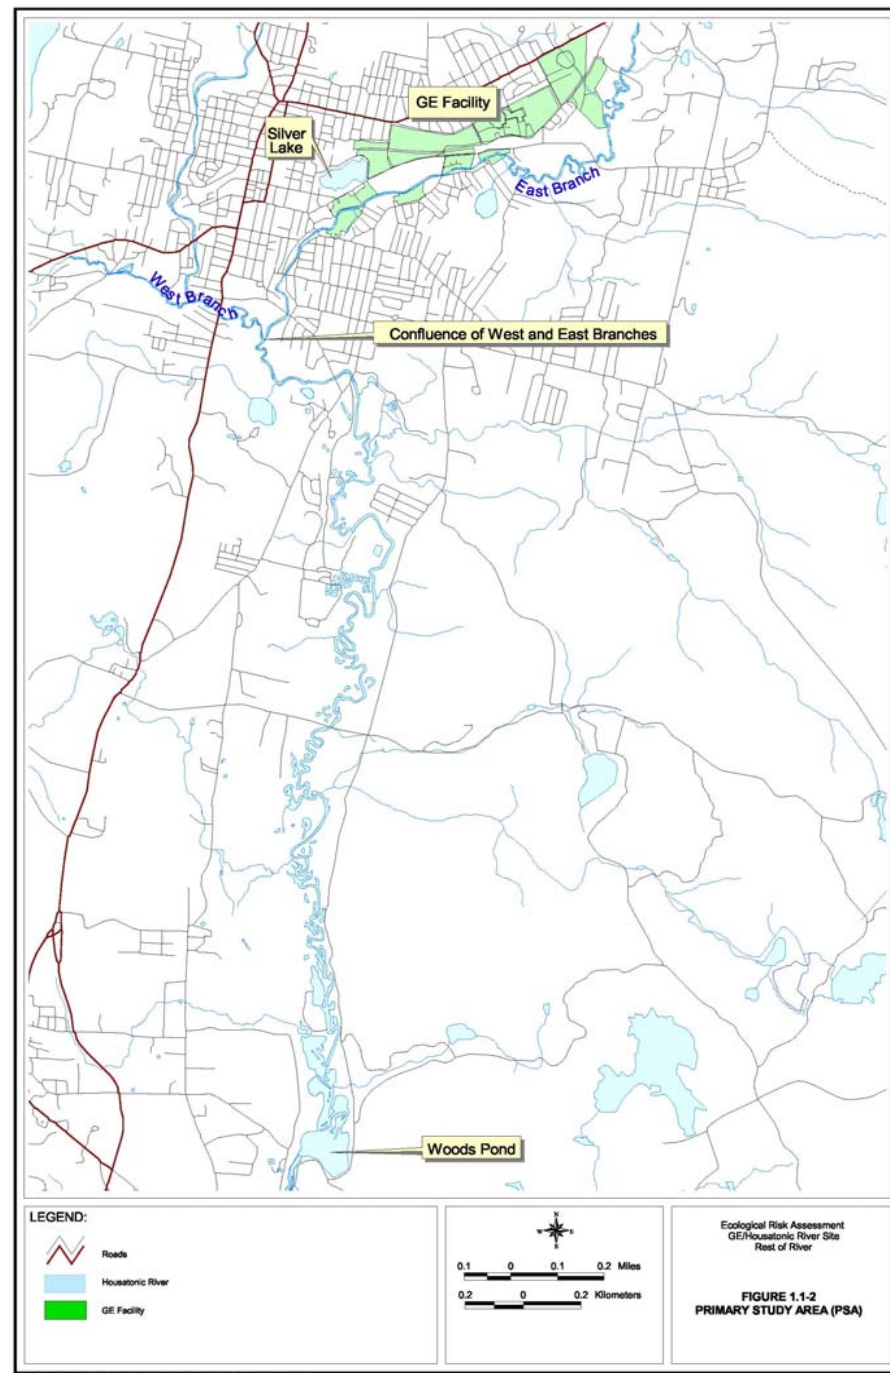 GE Facility
Silver
Lake
East Branch
West Branch
Confluence of West and East Branches
Woods Pond
LEGEND:
Roads
Housatonic River
GE Facility
N
W E
S
0.1 0 0.1 0.2 Miles
0.2 0 0.2 Kilometers
Ecological Risk Assessment
GE/Housatonic River Site
Rest of River
FIGURE 1.1-2
PRIMARY STUDY AREA (PSA)